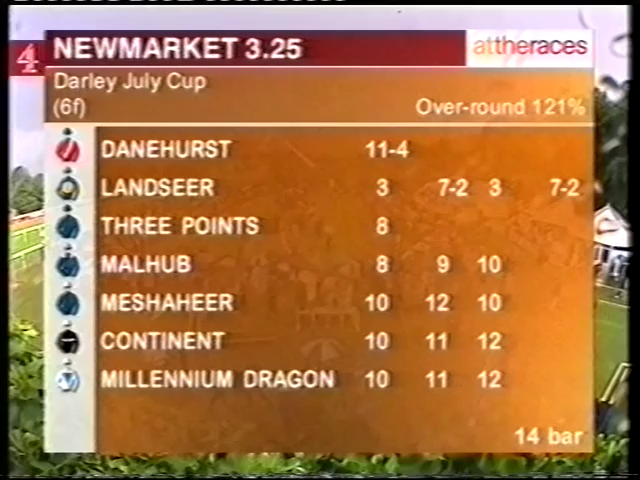 4
NEWMARKET 3.25
attheraces
Darley July Cup
(6f)
Over-round 121%
DANEHURST 11-4
LANDSEER 3 7-2 3 7-2
THREE POINTS 8
MALHUB 8 9 10
MESHAHEER 10 12 10
CONTINENT 10 11 12
MILLENNIUM DRAGON 10 11 12
14 bar